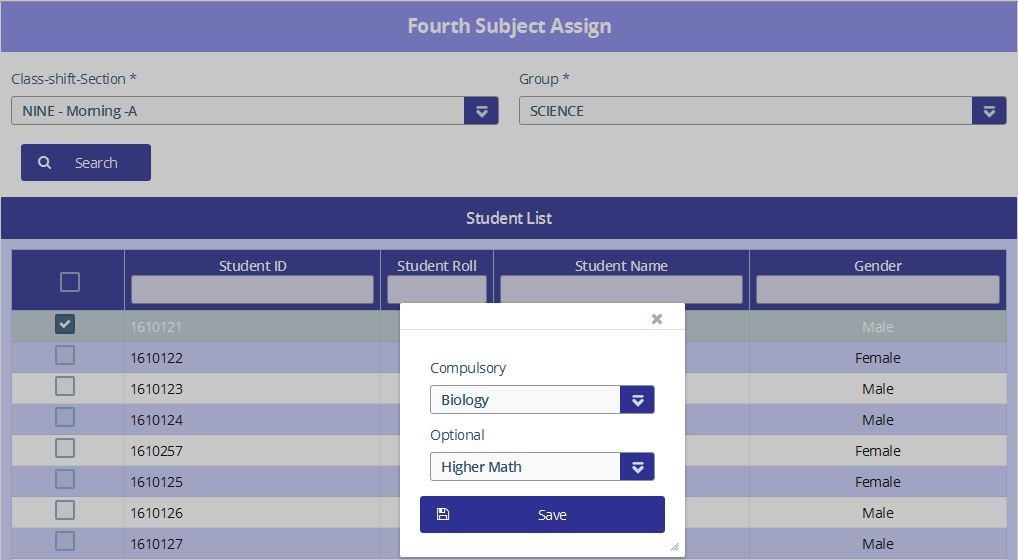 Fourth Subject Assign
Class-shift-Section *
Group *
NINE - Morning -A
SCIENCE
Search
Student List
Student ID Student Roll Student Name Gender
1610121 Male
1610122 Female
1610123 Male
1610124 Male
1610257 Female
1610125 Female
1610126 Male
1610127 Male
Compulsory
Biology
Optional
Higher Math
Save